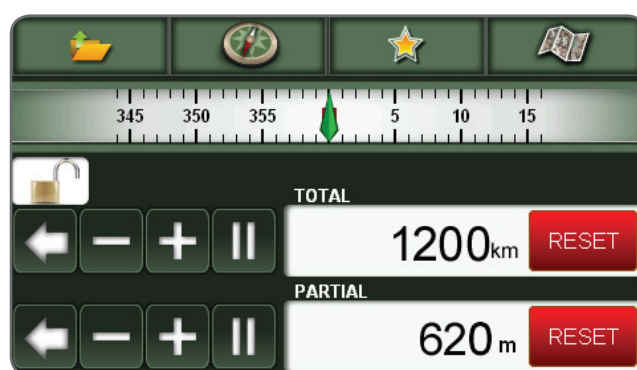 345 350 355 5 10 15
TOTAL
1200km RESET
PARTIAL
620 m RESET